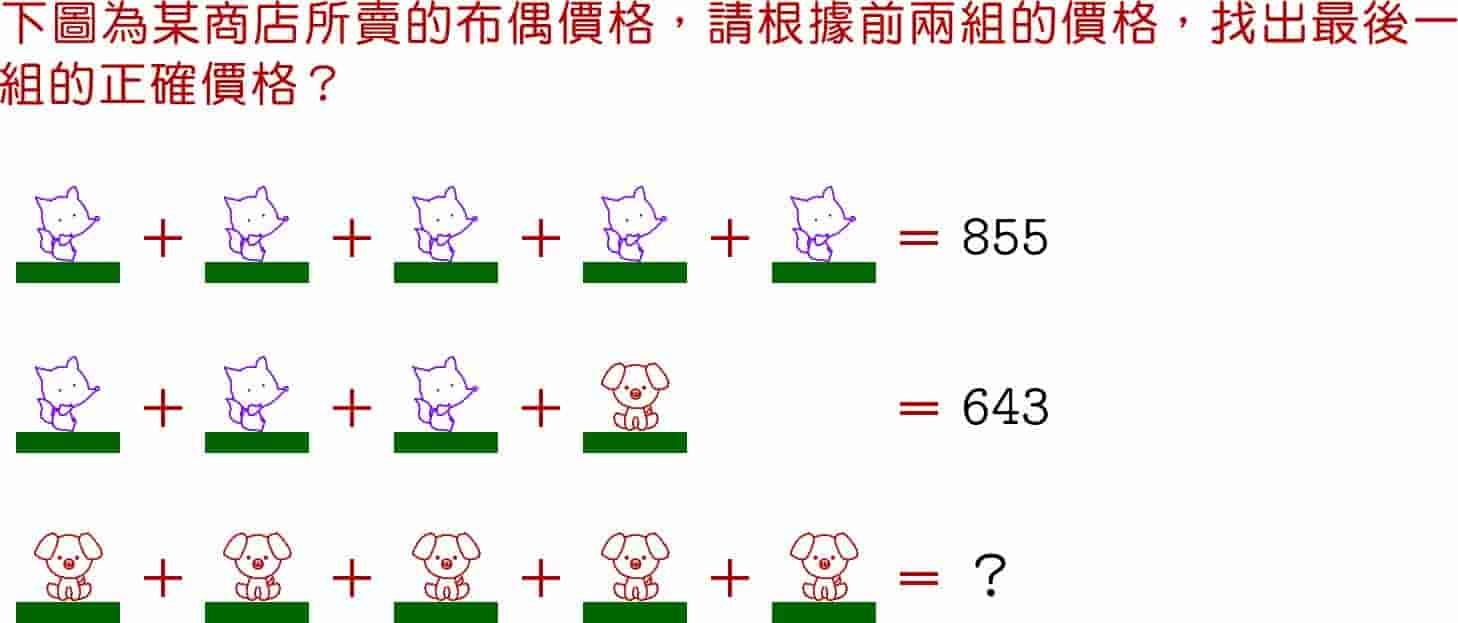 下圖為某商店所賣的布偶價格，請根據前兩組的價格，找出最後一
組的正確價格？
+ + + + = 855
+ + + = 643
+ + + + = ?